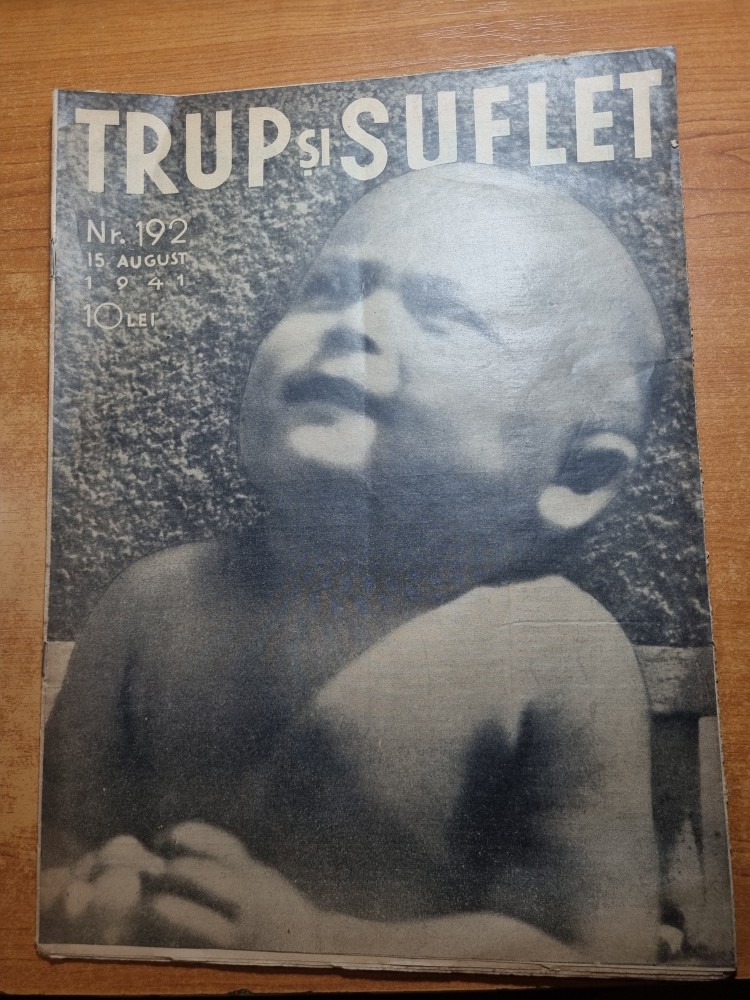 TRUP ȘI SUFLET
Nr. 192
15 AUGUST
1941
10 LEI